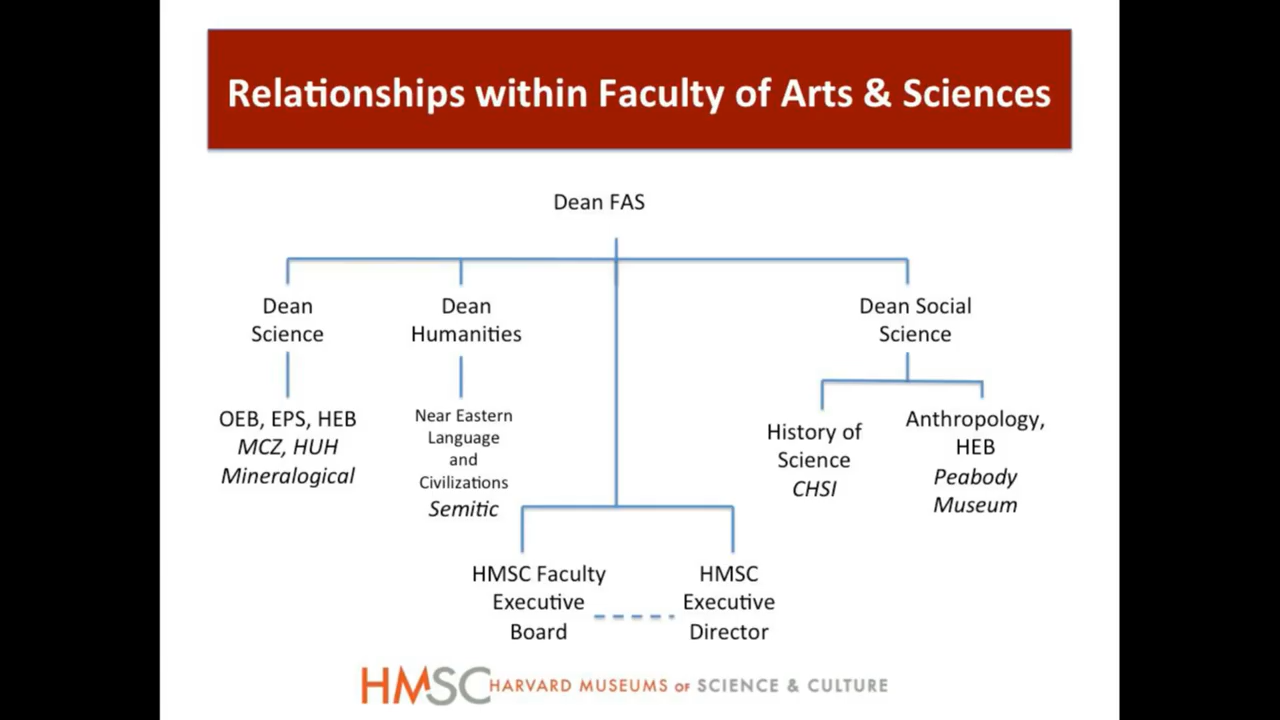 Relationships within Faculty of Arts & Sciences
Dean FAS
Dean
Science
Dean
Humanities
Dean Social
Science
OEB, EPS, HEB
MCZ, HUH
Mineralogical
Near Eastern
Language
and
Civilizations
Semitic
History of
Science
CHSI
Anthropology,
HEB
Peabody
Museum
HMSC Faculty
Executive
Board
HMSC
Executive
Director
HMSC HARVARD MUSEUMS OF SCIENCE & CULTURE